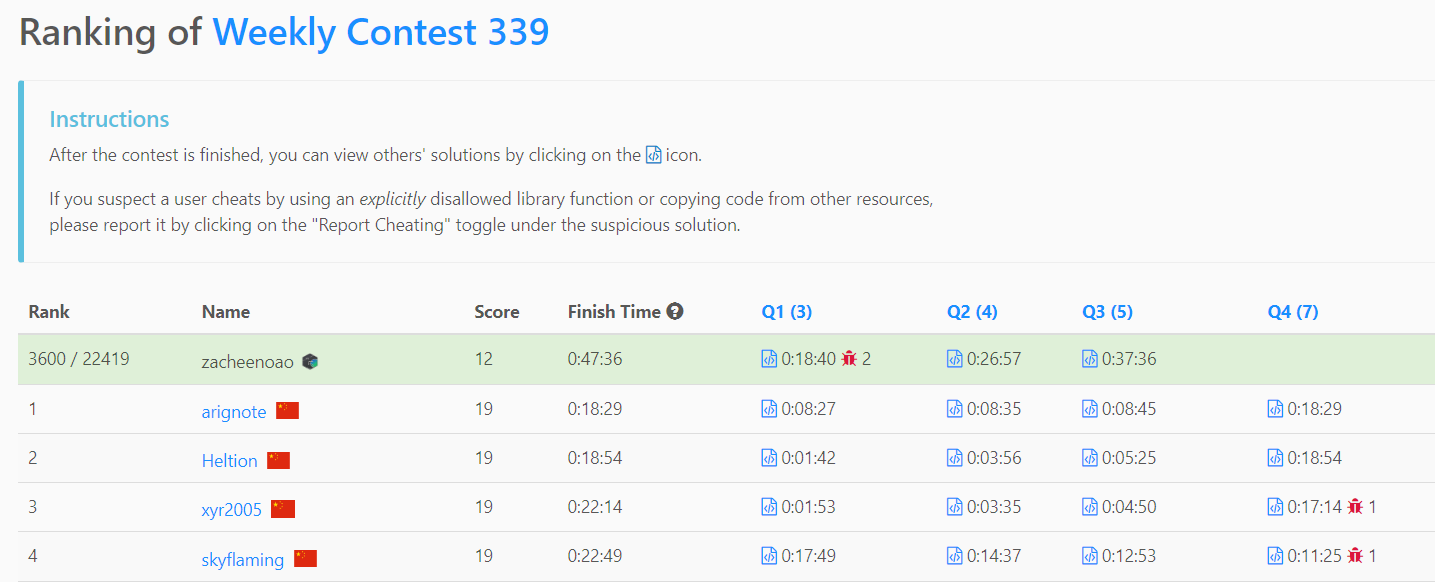 Ranking of Weekly Contest 339
Instructions
After the contest is finished, you can view others' solutions by clicking on the icon.
If you suspect a user cheats by using an explicitly disallowed library function or copying code from other resources,
please report it by clicking on the "Report Cheating" toggle under the suspicious solution.
Rank Name Score Finish Time Q1 (3) Q2 (4) Q3 (5) Q4 (7)
3600 / 22419 zacheenoao 12 0:47:36 0:18:40 2 0:26:57 0:37:36
1 arignote 19 0:18:29 0:08:27 0:08:35 0:08:45 0:18:29
2 Heltion 19 0:18:54 0:01:42 0:03:56 0:05:25 0:18:54
3 xyr2005 19 0:22:14 0:01:53 0:03:35 0:04:50 0:17:14 1
4 skyflaming 19 0:22:49 0:17:49 0:14:37 0:12:53 0:11:25 1